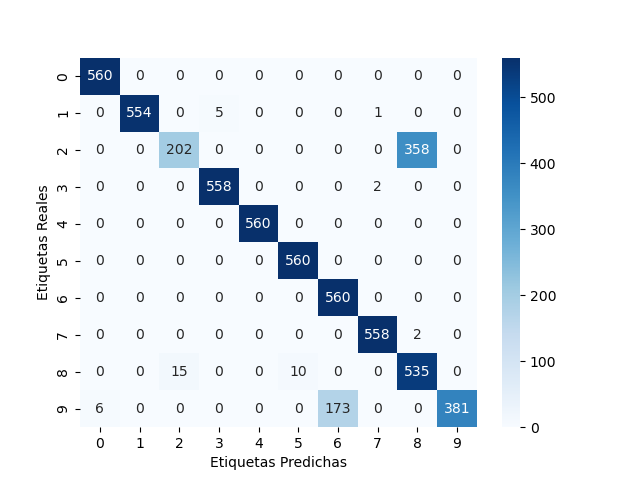 0 560 0 0 0 0 0 0 0 0 0
1 0 554 0 5 0 0 0 1 0 0
2 0 0 202 0 0 0 0 0 358 0
3 0 0 0 558 0 0 0 2 0 0
4 0 0 0 0 560 0 0 0 0 0
5 0 0 0 0 0 560 0 0 0 0
6 0 0 0 0 0 0 560 0 0 0
7 0 0 0 0 0 0 0 558 2 0
8 0 0 15 0 0 10 0 0 535 0
9 6 0 0 0 0 0 173 0 0 381
0 1 2 3 4 5 6 7 8 9
Etiquetas Predichas
Etiquetas Reales
500
400
300
200
100
0